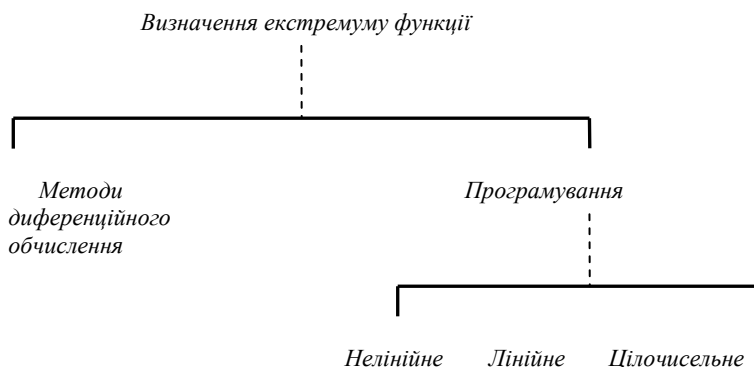 Визначення екстремуму функції
Методи
диференційного
обчислення
Програмування
Нелінійне Лінійне Цілочисельне